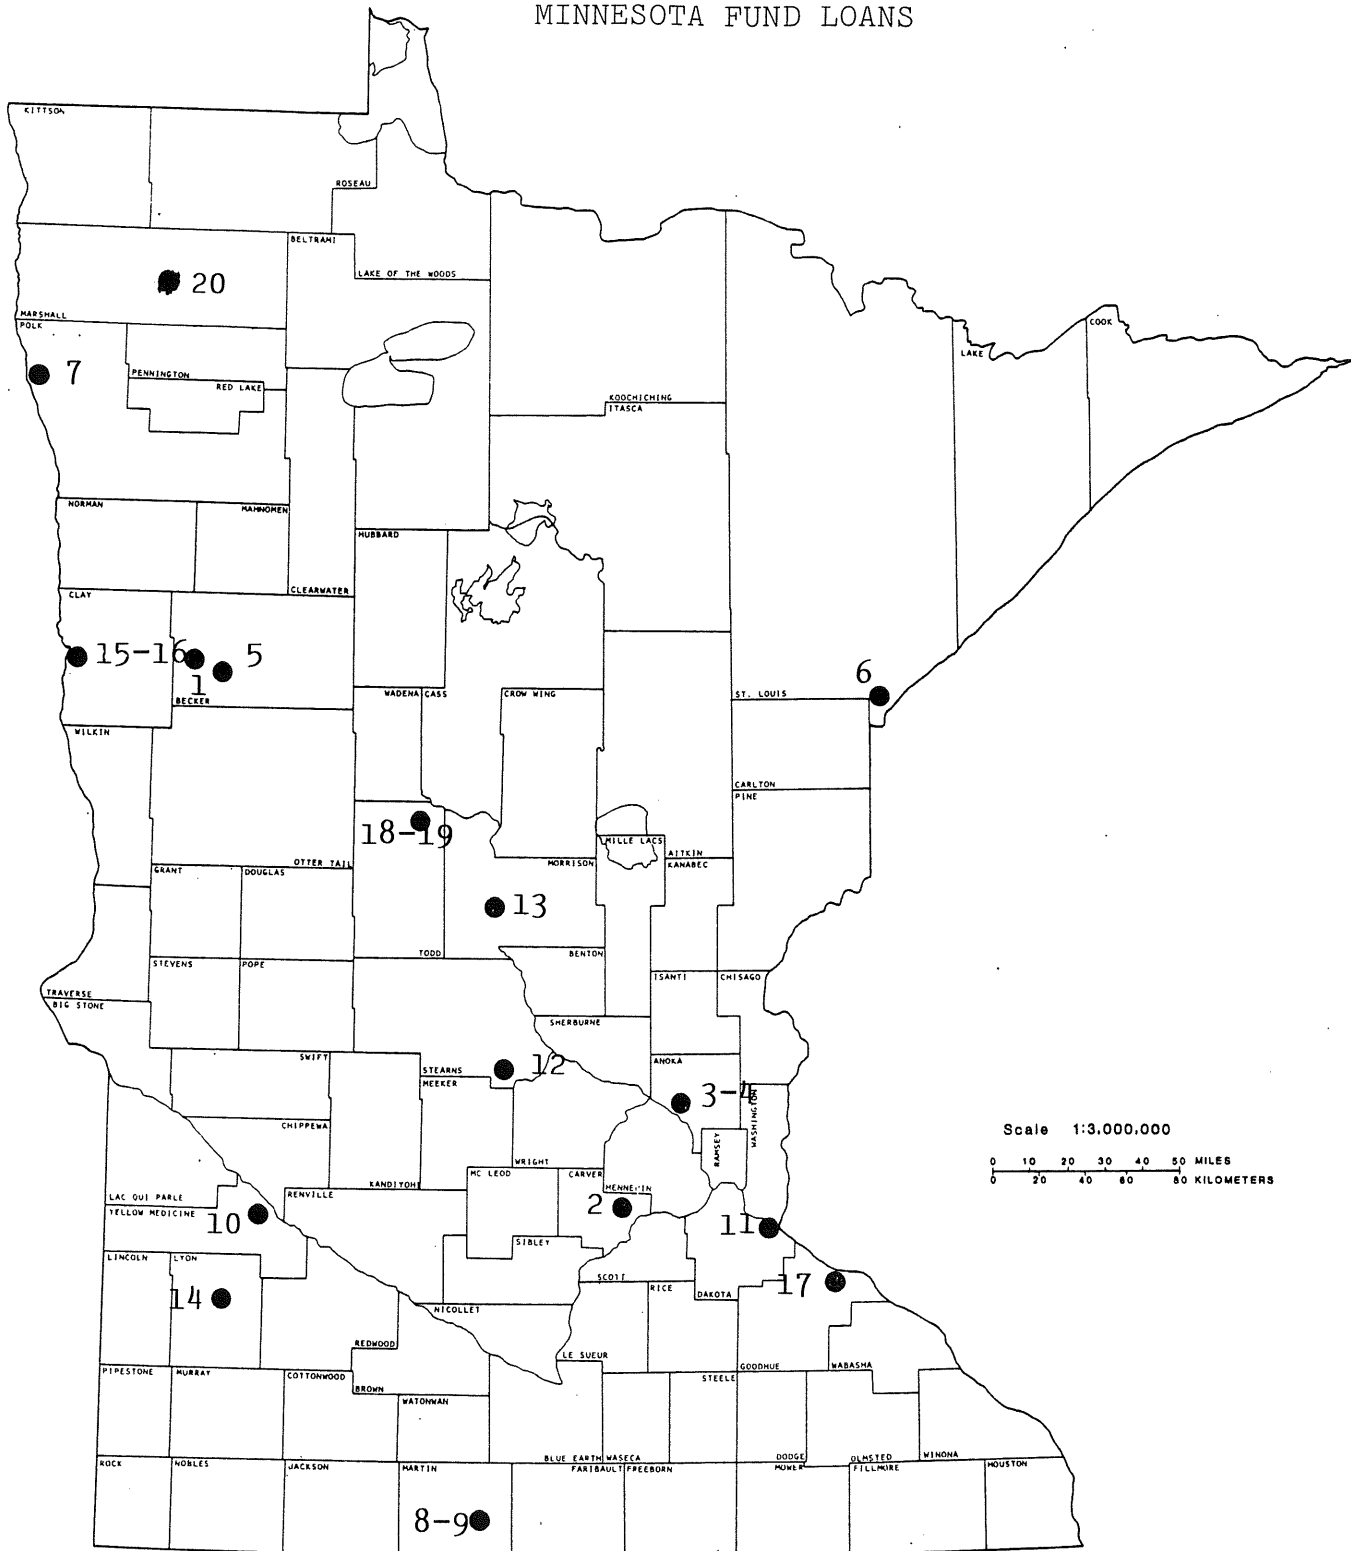 MINNESOTA FUND LOANS
KITTSON
ROSEAU
BELTRAMI
LAKE OF THE WOODS
20
MARSHALL
POLK
COOK
LAKE
7
PENNINGTON
RED LAKE
KOOCHICHING
ITASCA
NORMAN
MAHNOMEN
HUBBARD
CLEARWATER
CLAY
15-16
5
1
6
BECKER
WADENA
CASS
CROW WING
ST. LOUIS
WILKIN
CARLTON
PINE
18-19
MILLE LACS
AITKIN
KANABEC
OTTER TAIL
MORRISON
GRANT
DOUGLAS
13
TODD
BENTON
STEVENS
POPE
ISANTI
CHISAGO
TRAVERSE
BIG STONE
SHERBURNE
SWIFT
12
ANOKA
STEARNS
MEEKER
3-4
WASHINGTON
CHIPPEWA
Scale 1:3,000,000
RAMSEY
0 10 20 30 40 50 MILES
0 20 40 60 80 KILOMETERS
WRIGHT
MC LEOD
CARVER
KANDIYOHI
HENNEPIN
LAC QUI PARLE
RENVILLE
YELLOW MEDICINE
10
2
11
SIBLEY
LINCOLN
LYON
SCOTT
RICE
DAKOTA
17
14
NICOLLET
REDWOOD
LE SUEUR
GOODHUE
WABASHA
PIPESTONE
MURRAY
COTTONWOOD
STEELE
BROWN
WATONWAN
BLUE EARTH
WASECA
DODGE
OLMSTED
WINONA
ROCK
NOBLES
JACKSON
MARTIN
FARIBAULT
FREEBORN
MOWER
FILLMORE
HOUSTON
8-9